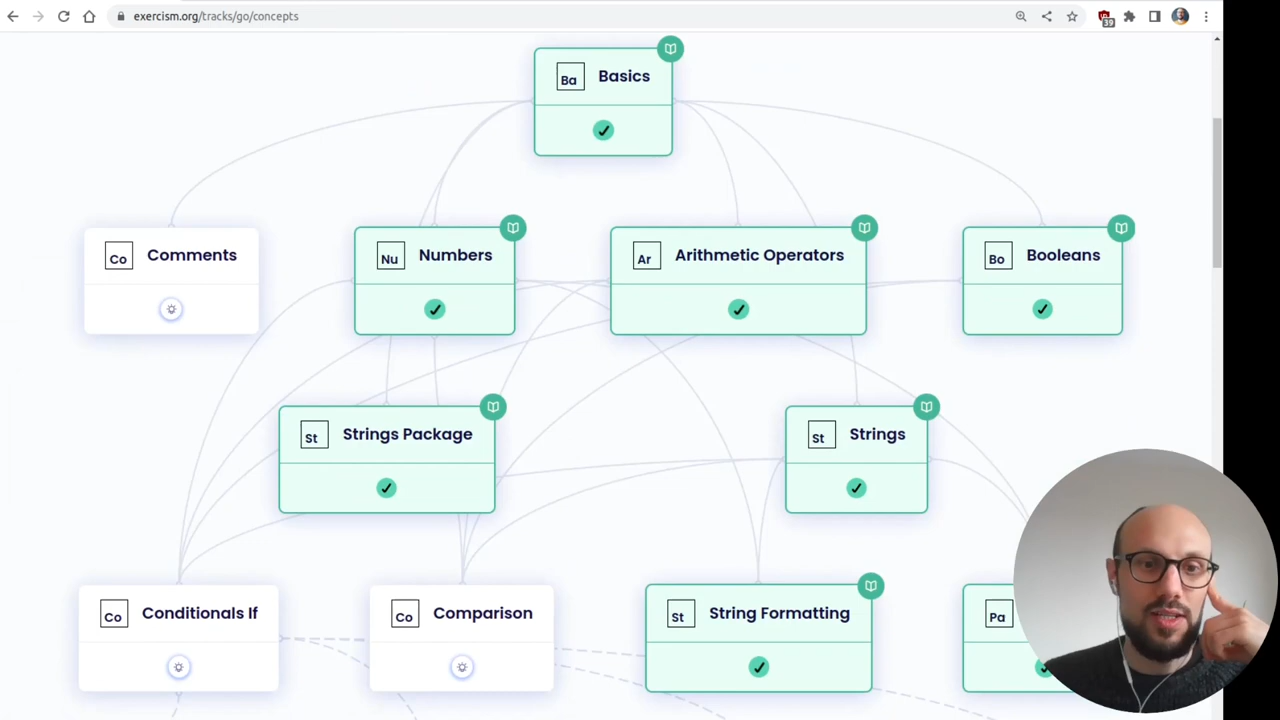 exercism.org/tracks/go/concepts
39
Ba Basics
Co Comments
Nu Numbers
Ar Arithmetic Operators
Bo Booleans
St Strings Package
St Strings
Co Conditionals If
Co Comparison
St String Formatting
Pa